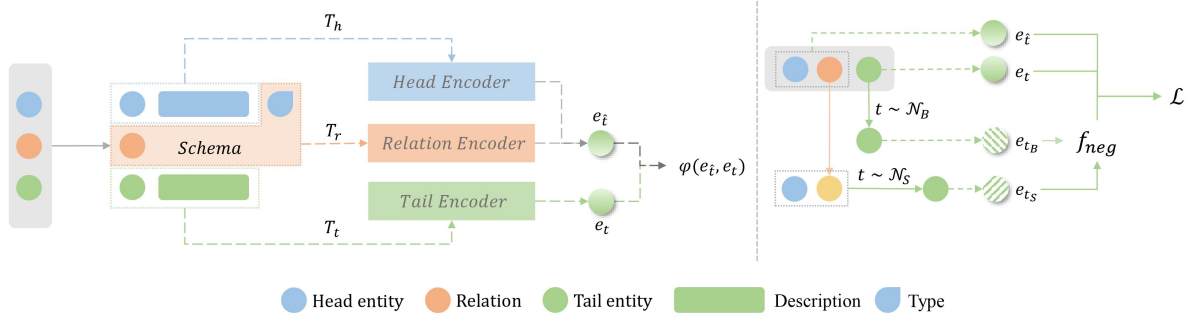 T_h
Head Encoder
Schema
T_r
Relation Encoder
e_t̂
φ(e_t̂, e_t)
Tail Encoder
T_t
e_t
e_t̂
e_t
t ~ 𝒩_B
e_{t_B}
f_neg
ℒ
t ~ 𝒩_S
e_{t_S}
Head entity
Relation
Tail entity
Description
Type